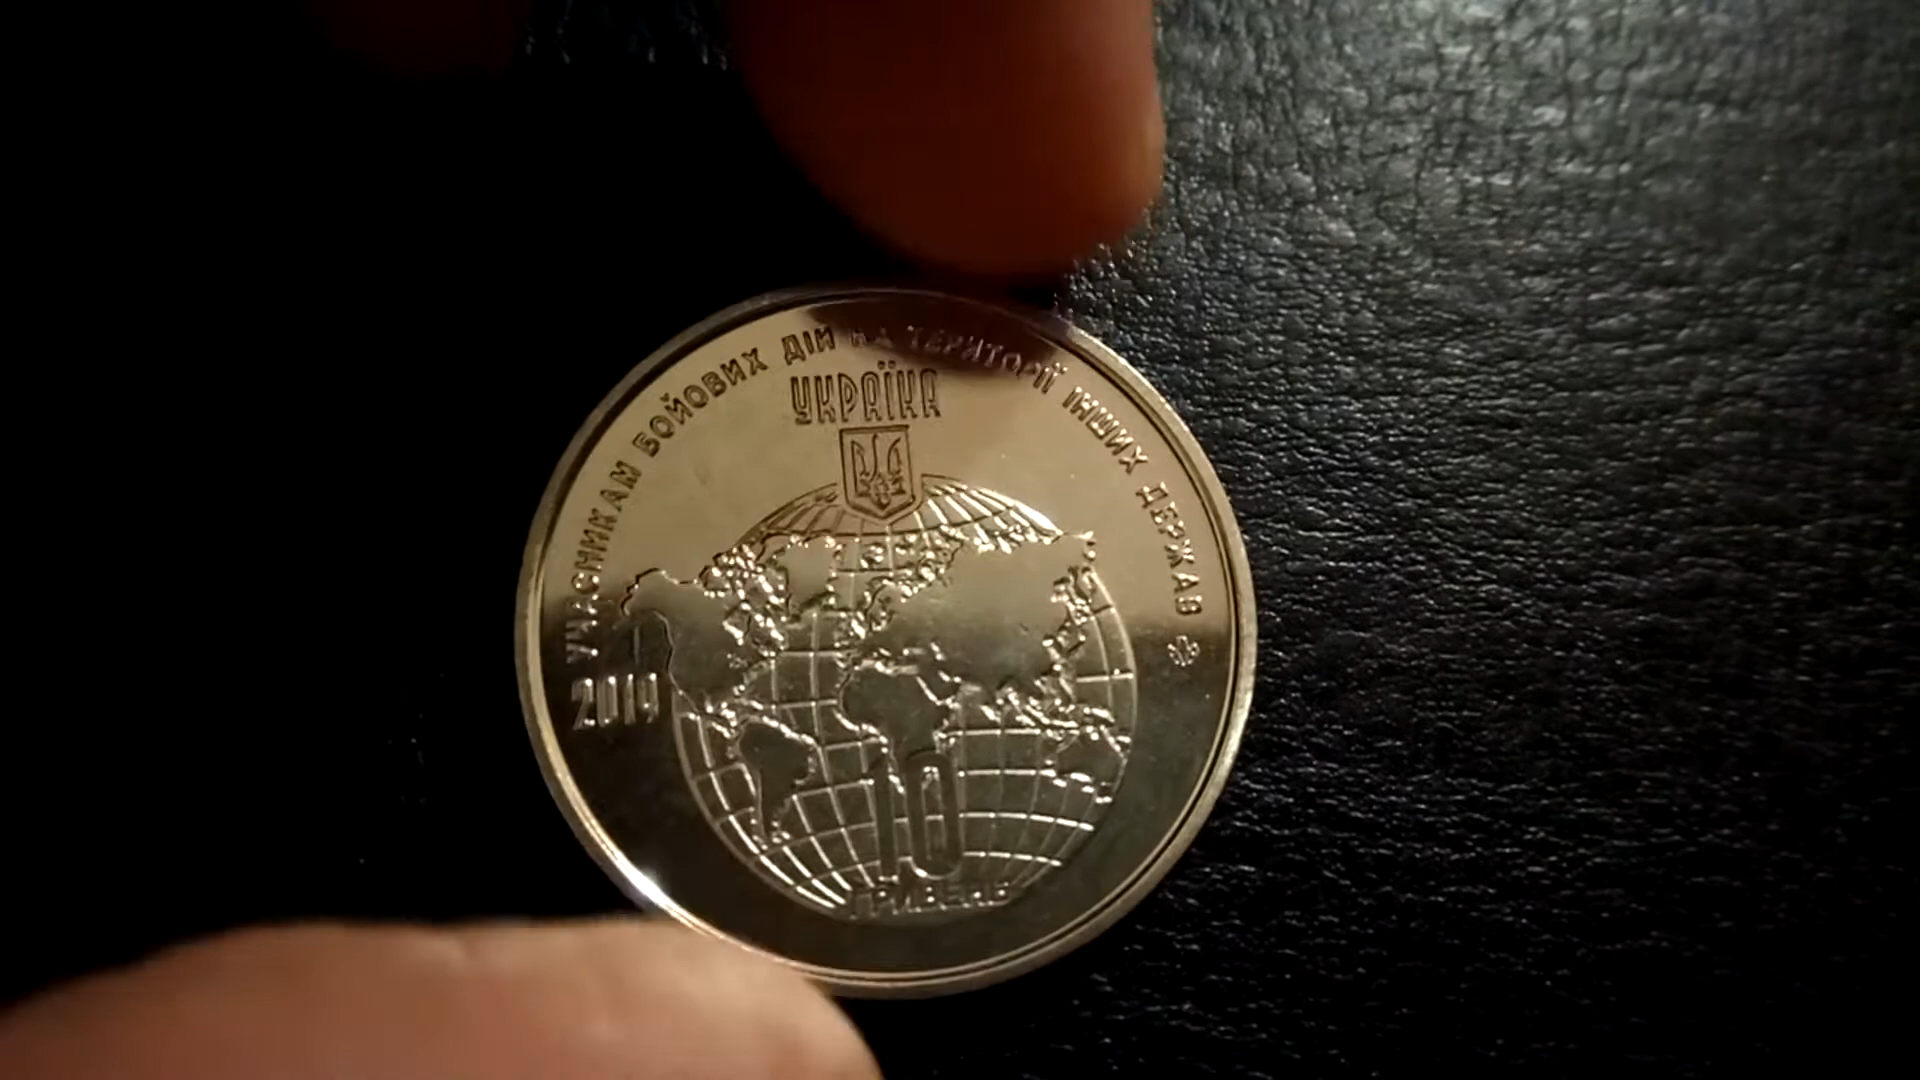 УЧАСНИКАМ БОЙОВИХ ДІЙ НА ТЕРИТОРІЇ ІНШИХ ДЕРЖАВ
УКРАЇНА
2019
10
ГРИВЕНЬ